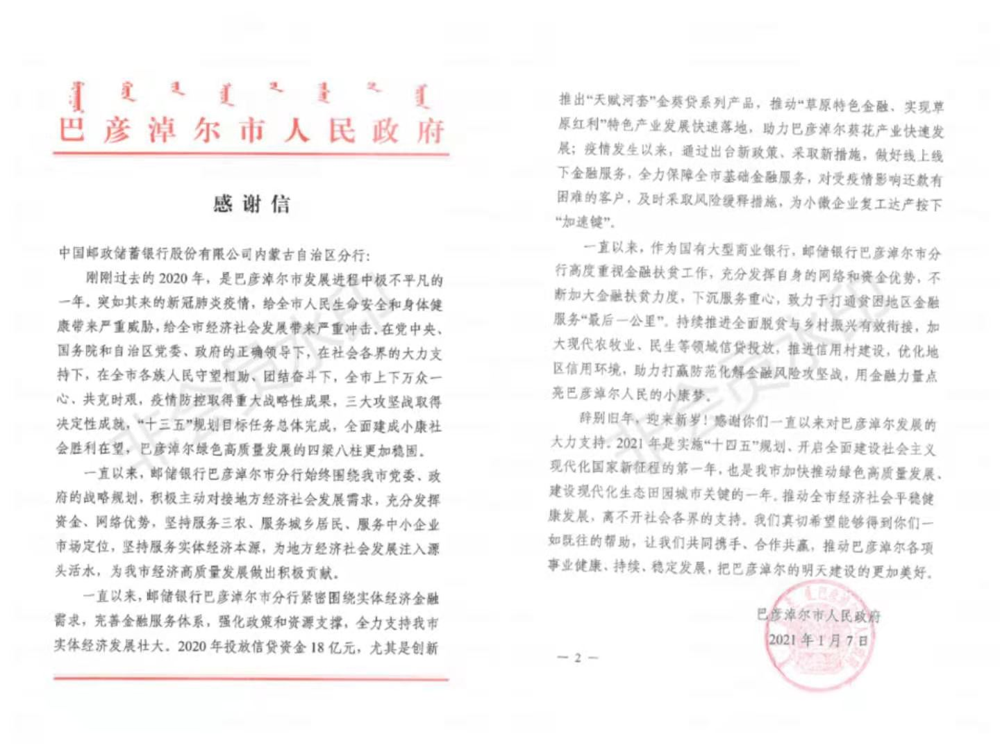 巴彦淖尔市人民政府
感谢信
中国邮政储蓄银行股份有限公司内蒙古自治区分行：
刚刚过去的 2020 年，是巴彦淖尔市发展进程中极不平凡的
一年。突如其来的新冠肺炎疫情，给全市人民生命安全和身体健
康带来严重威胁，给全市经济社会发展带来严重冲击。在党中央、
国务院和自治区党委、政府的正确领导下，在社会各界的大力支
持下，在全市各族人民守望相助、团结奋斗下，全市上下万众一
心、共克时艰，疫情防控取得重大战略性成果，三大攻坚战取得
决定性成就，“十三五”规划目标任务总体完成，全面建成小康社
会胜利在望，巴彦淖尔绿色高质量发展的四梁八柱更加稳固。
一直以来，邮储银行巴彦淖尔市分行始终围绕我市党委、政
府的战略规划，积极主动对接地方经济社会发展需求，充分发挥
资金、网络优势，坚持服务三农、服务城乡居民、服务中小企业
市场定位，坚持服务实体经济本源，为地方经济社会发展注入源
头活水，为我市经济高质量发展做出积极贡献。
一直以来，邮储银行巴彦淖尔市分行紧密围绕实体经济金融
需求，完善金融服务体系，强化政策和资源支撑，全力支持我市
实体经济发展壮大。2020 年投放信贷资金 18 亿元，尤其是创新
推出“天赋河套”金葵贷系列产品，推动“草原特色金融、实现草
原红利”特色产业发展快速落地，助力巴彦淖尔葵花产业快速发
展；疫情发生以来，通过出台新政策、采取新措施，做好线上线
下金融服务，全力保障全市基础金融服务，对受疫情影响还款有
困难的客户，及时采取风险缓释措施，为小微企业复工达产按下
“加速键”。
一直以来，作为国有大型商业银行，邮储银行巴彦淖尔市分
行高度重视金融扶贫工作，充分发挥自身的网络和资金优势，不
断加大金融扶贫力度，下沉服务重心，致力于打通贫困地区金融
服务“最后一公里”。持续推进全面脱贫与乡村振兴有效衔接，加
大现代农牧业、民生等领域信贷投放，推进信用村建设，优化地
区信用环境，助力打赢防范化解金融风险攻坚战，用金融力量点
亮巴彦淖尔人民的小康梦。
辞别旧年，迎来新岁！感谢你们一直以来对巴彦淖尔发展的
大力支持。2021 年是实施“十四五”规划、开启全面建设社会主义
现代化国家新征程的第一年，也是我市加快推动绿色高质量发展、
建设现代化生态田园城市关键的一年。推动全市经济社会平稳健
康发展，离不开社会各界的支持。我们真切希望能够得到你们一
如既往的帮助，让我们共同携手、合作共赢，推动巴彦淖尔各项
事业健康、持续、稳定发展，把巴彦淖尔的明天建设的更加美好。
巴彦淖尔市人民政府
2021 年 1 月 7 日
— 2 —
非会员水印
非会员水印